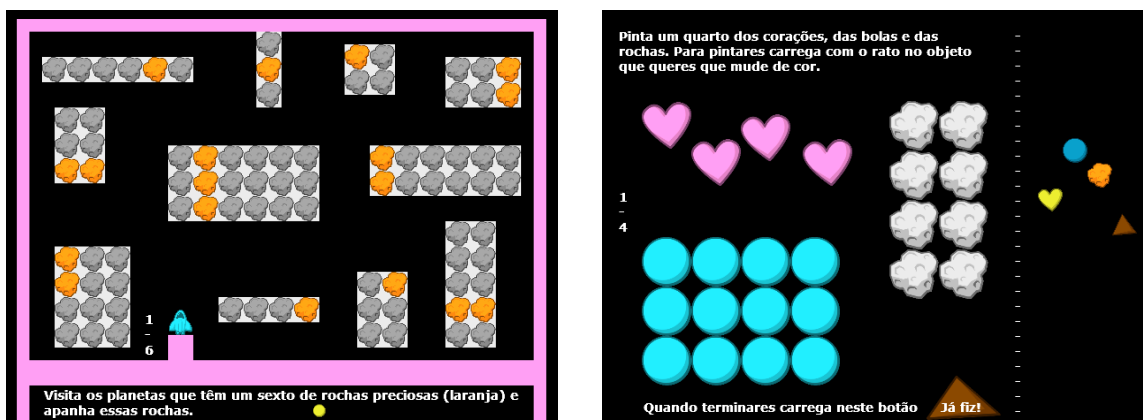 1
-
6
Visita os planetas que têm um sexto de rochas preciosas (laranja) e
apanha essas rochas.
Pinta um quarto dos corações, das bolas e das
rochas. Para pintares carrega com o rato no objeto
que queres que mude de cor.
1
-
4
Quando terminares carrega neste botão
Já fiz!